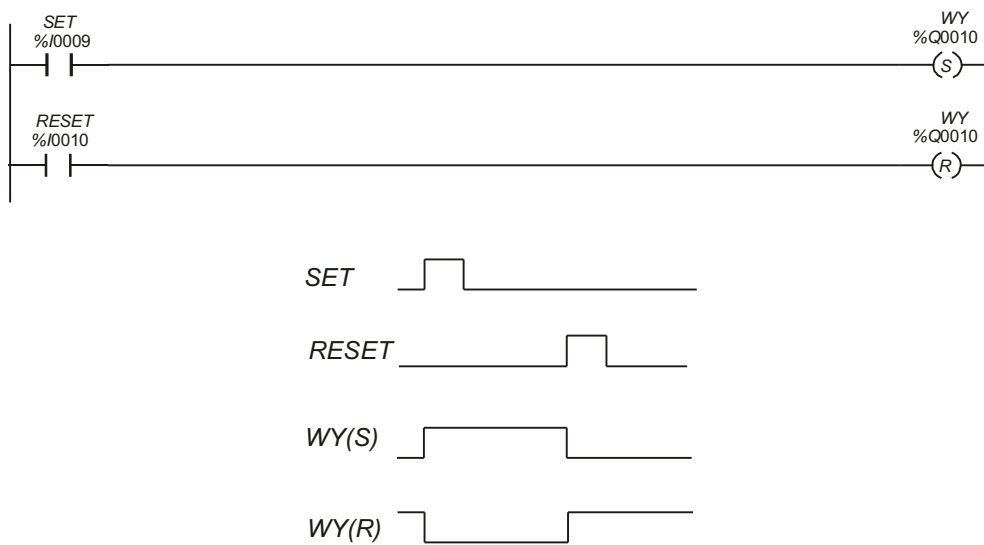 SET
%I0009
WY
%Q0010
S
RESET
%I0010
WY
%Q0010
R
SET
RESET
WY(S)
WY(R)